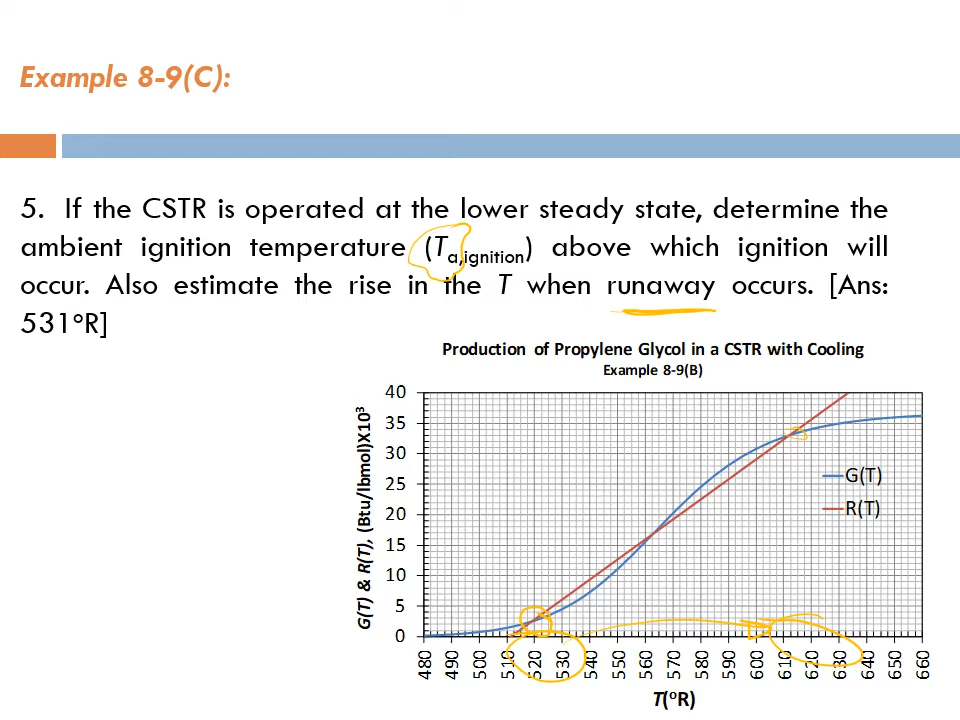 Example 8-9(C):
5. If the CSTR is operated at the lower steady state, determine the
ambient ignition temperature (Ta,ignition) above which ignition will
occur. Also estimate the rise in the T when runaway occurs. [Ans:
531°R]
Production of Propylene Glycol in a CSTR with Cooling
Example 8-9(B)
G(T) & R(T), (Btu/lbmol)X10³
40
35
30
25
20
15
10
5
0
G(T)
R(T)
480 490 500 510 520 530 540 550 560 570 580 590 600 610 620 630 640 650 660
T(°R)